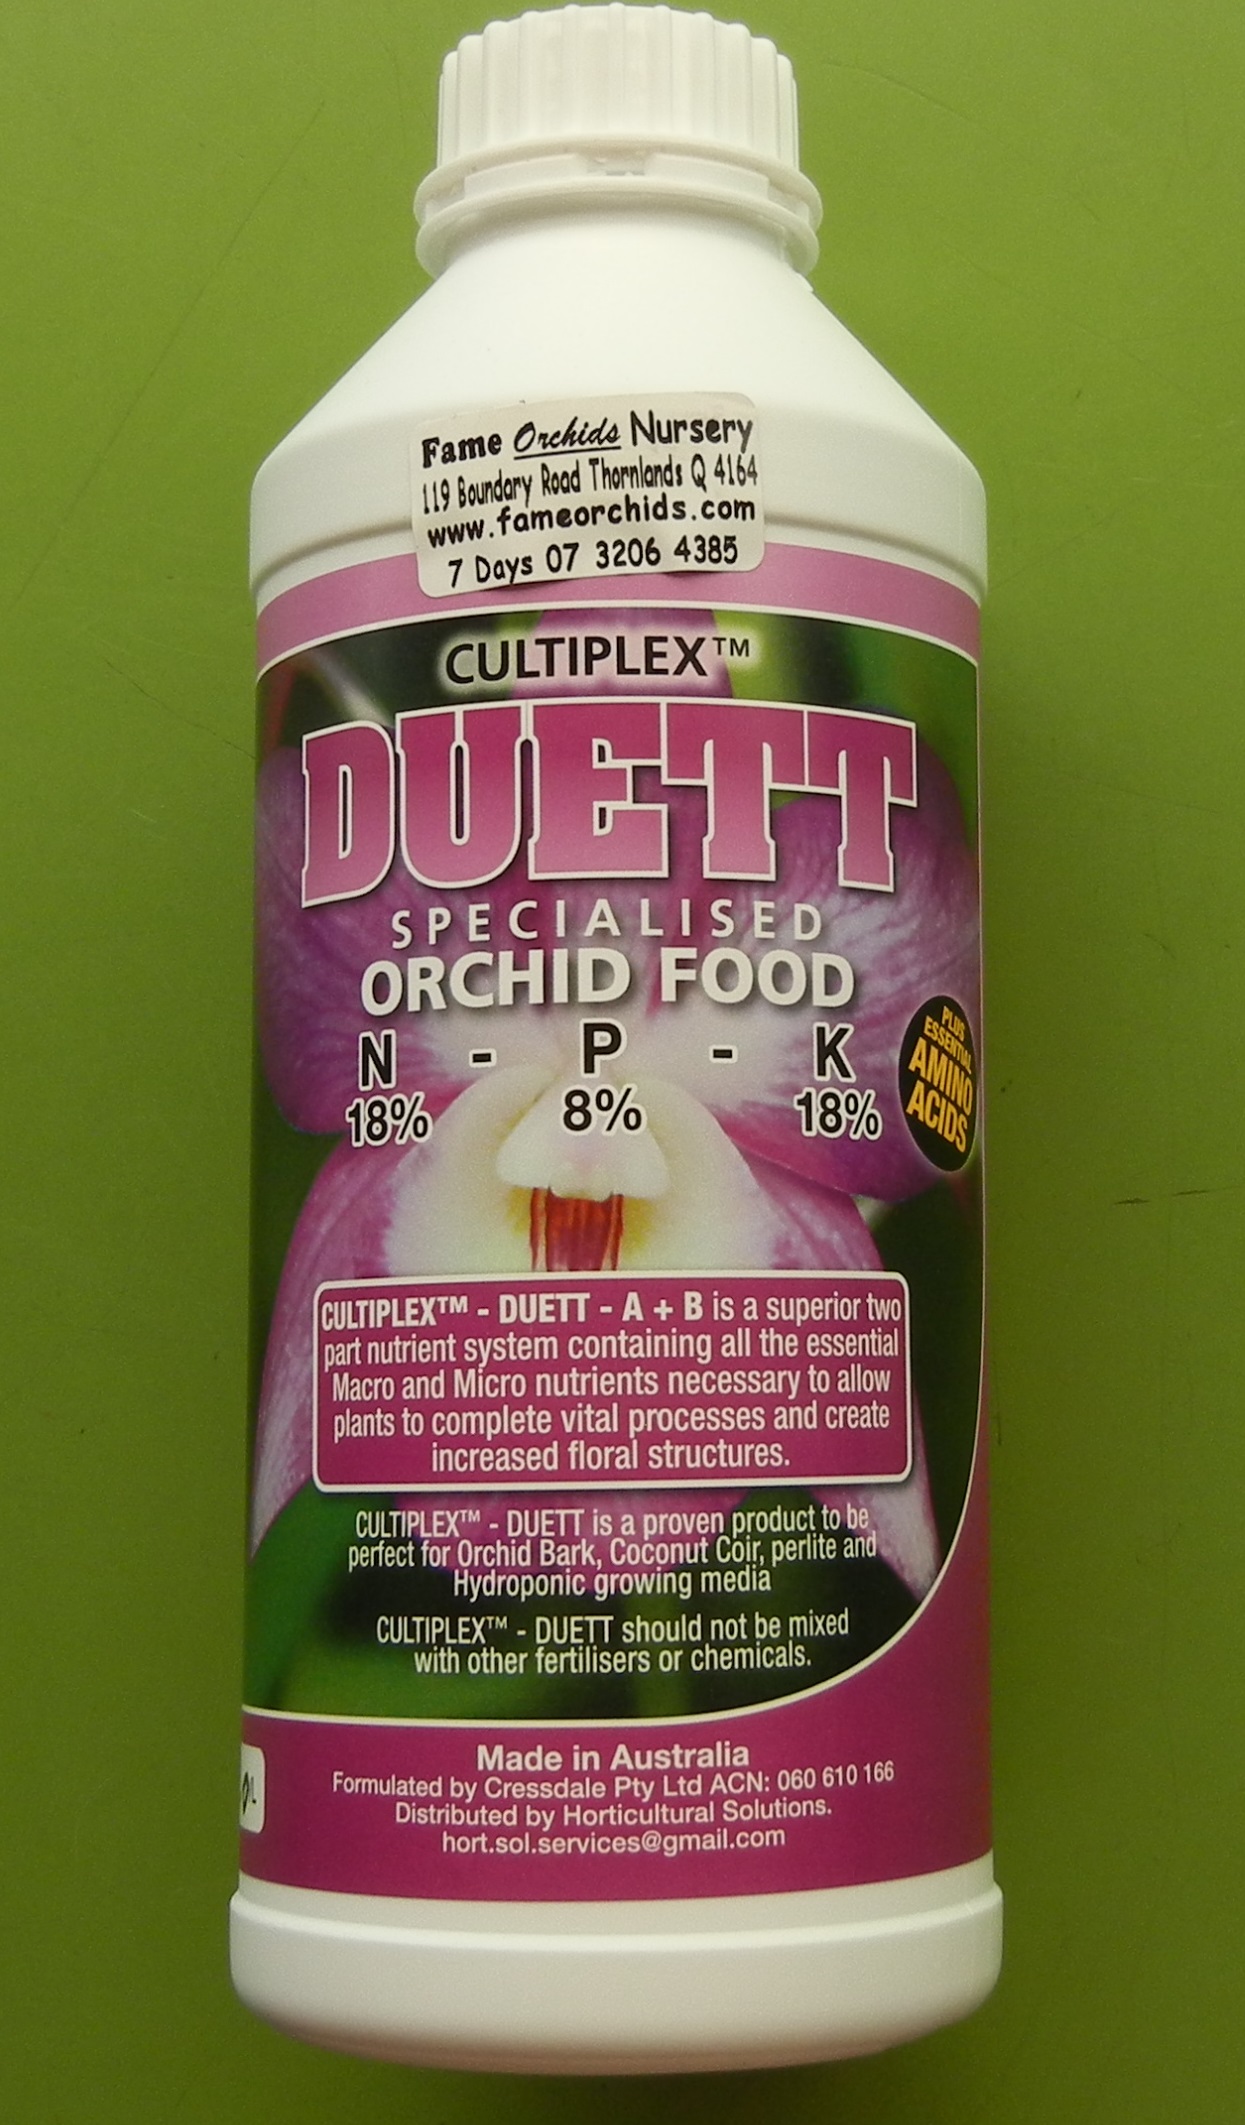 Fame Orchids Nursery
119 Boundary Road Thornlands Q 4164
www.fameorchids.com
7 Days 07 3206 4385
CULTIPLEX™
DUETT
SPECIALISED
ORCHID FOOD
N - P - K
18% 8% 18%
PLUS
ESSENTIAL
AMINO
ACIDS
CULTIPLEX™ - DUETT - A + B is a superior two
part nutrient system containing all the essential
Macro and Micro nutrients necessary to allow
plants to complete vital processes and create
increased floral structures.
CULTIPLEX™ - DUETT is a proven product to be
perfect for Orchid Bark, Coconut Coir, perlite and
Hydroponic growing media
CULTIPLEX™ - DUETT should not be mixed
with other fertilisers or chemicals.
Made in Australia
Formulated by Cressdale Pty Ltd ACN: 060 610 166
Distributed by Horticultural Solutions.
hort.sol.services@gmail.com